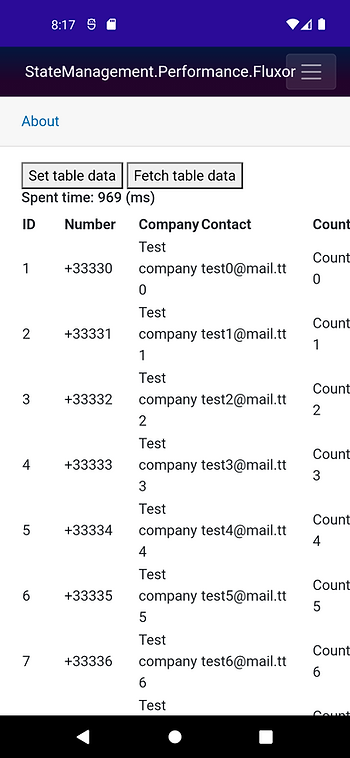 8:17
StateManagement.Performance.Fluxor
About
Set table data Fetch table data
Spent time: 969 (ms)
ID Number Company Contact Count
1 +33330 Test company 0 test0@mail.tt Count 0
2 +33331 Test company 1 test1@mail.tt Count 1
3 +33332 Test company 2 test2@mail.tt Count 2
4 +33333 Test company 3 test3@mail.tt Count 3
5 +33334 Test company 4 test4@mail.tt Count 4
6 +33335 Test company 5 test5@mail.tt Count 5
7 +33336 Test company 6 test6@mail.tt Count 6
Test Count